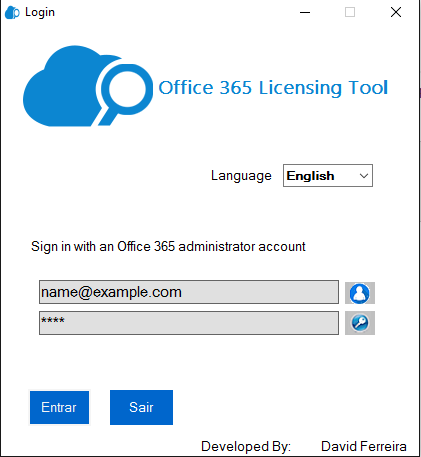 Login
Office 365 Licensing Tool
Language English
Sign in with an Office 365 administrator account
name@example.com
****
Entrar Sair
Developed By: David Ferreira